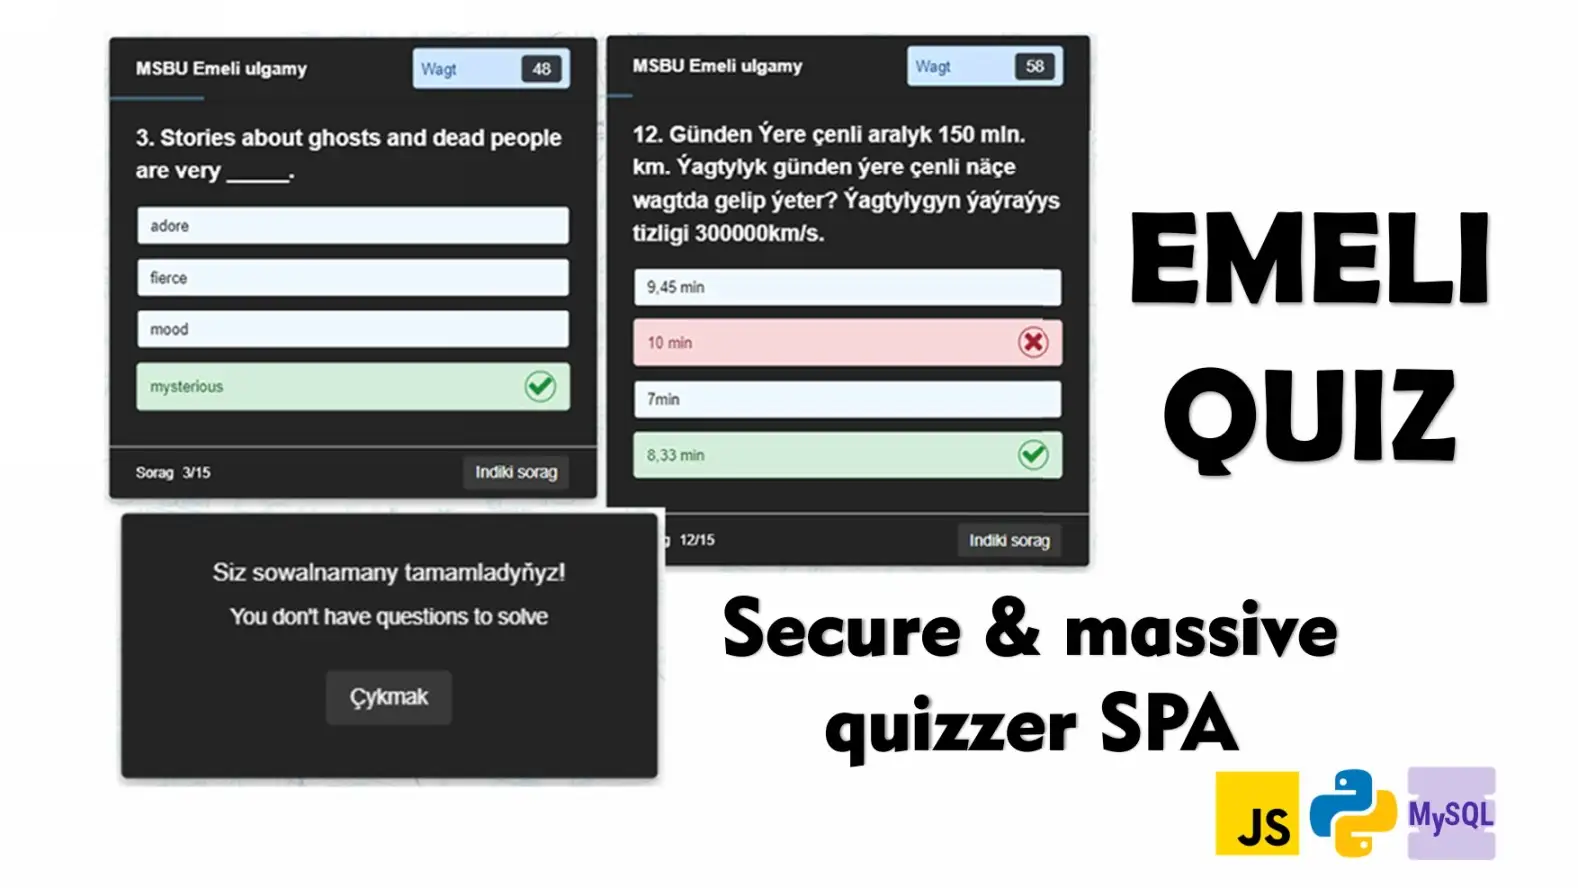 MSBU Emeli ulgamy
Wagt 48
3. Stories about ghosts and dead people
are very _____.
adore
fierce
mood
mysterious
Sorag 3/15
Indiki sorag
MSBU Emeli ulgamy
Wagt 58
12. Günden Ýere çenli aralyk 150 mln.
km. Ýagtylyk günden ýere çenli näçe
wagtda gelip ýeter? Ýagtylygyn ýaýraýys
tizligi 300000km/s.
9,45 min
10 min
7min
8,33 min
g 12/15
Indiki sorag
Siz sowalnamany tamamladyňyz!
You don't have questions to solve
Çykmak
EMELI
QUIZ
Secure & massive
quizzer SPA
JS
MySQL